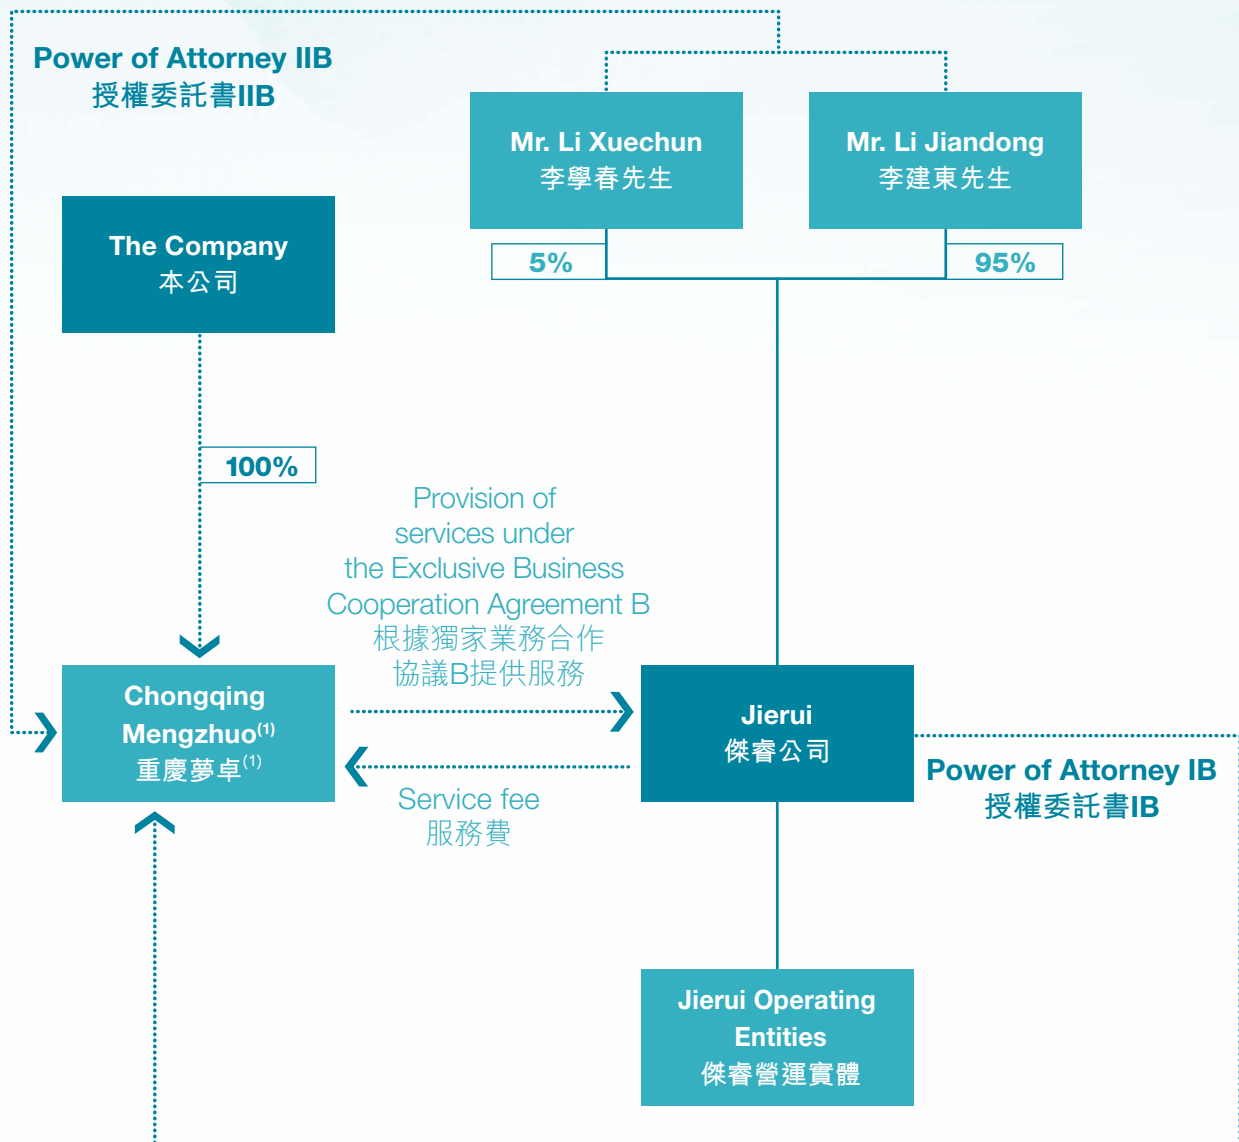 Power of Attorney IIB
授權委託書IIB
Mr. Li Xuechun
李學春先生
Mr. Li Jiandong
李建東先生
The Company
本公司
5%
95%
100%
Provision of
services under
the Exclusive Business
Cooperation Agreement B
根據獨家業務合作
協議B提供服務
Chongqing
Mengzhuo(1)
重慶夢卓(1)
Jierui
傑睿公司
Service fee
服務費
Power of Attorney IB
授權委託書IB
Jierui Operating
Entities
傑睿營運實體